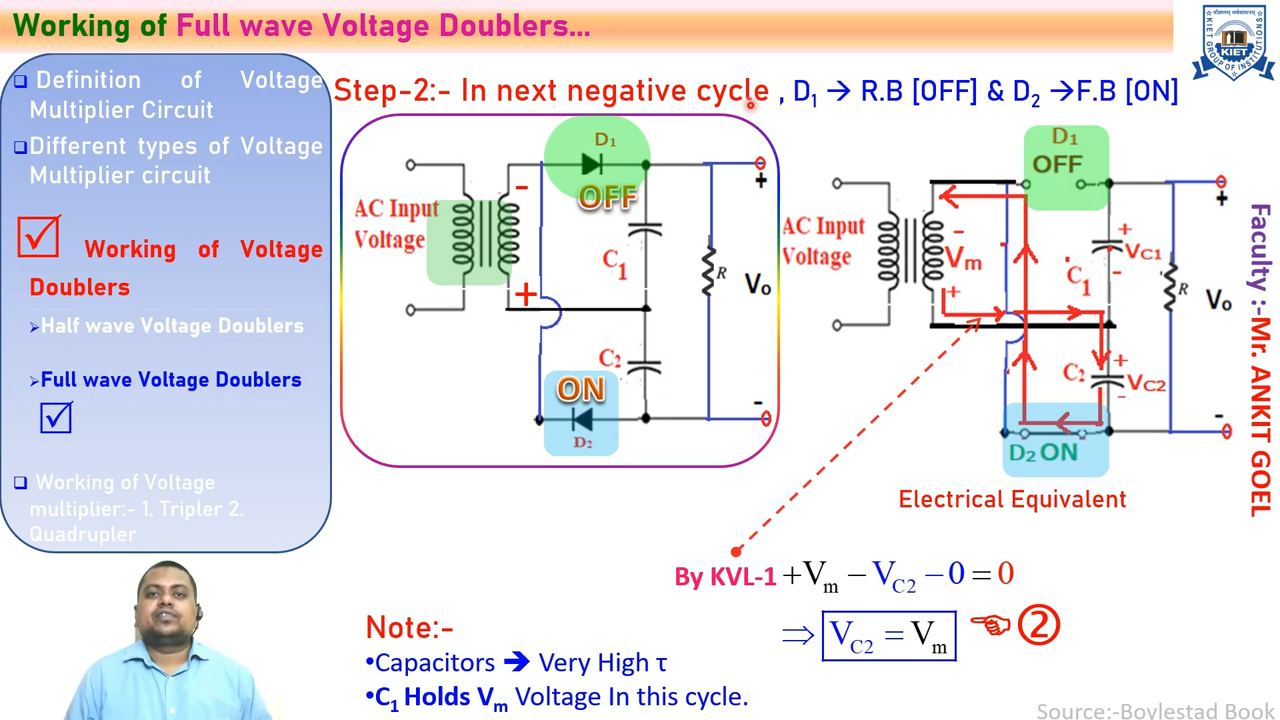 Working of Full wave Voltage Doublers...
KIET
KIET GROUP OF INSTITUTIONS
❑ Definition of Voltage
Multiplier Circuit
❑Different types of Voltage
Multiplier circuit
☑ Working of Voltage
Doublers
➢Half wave Voltage Doublers
➢Full wave Voltage Doublers
☑
❑ Working of Voltage
multiplier:- 1. Tripler 2.
Quadrupler
Step-2:- In next negative cycle , D1 → R.B [OFF] & D2 →F.B [ON]
D1
OFF
-
+
AC Input
Voltage
C1
R
Vo
+
C2
ON
D2
-
D1
OFF
+
AC Input
Voltage
-
Vm
+
C1
+
VC1
-
R
Vo
C2
+
VC2
-
D2 ON
-
Electrical Equivalent
Faculty :-Mr. ANKIT GOEL
By KVL-1 +Vm − VC2 − 0 = 0
⇒ VC2 = Vm ☜ ②
Note:-
•Capacitors ➔ Very High τ
•C1 Holds Vm Voltage In this cycle.
Source:-Boylestad Book